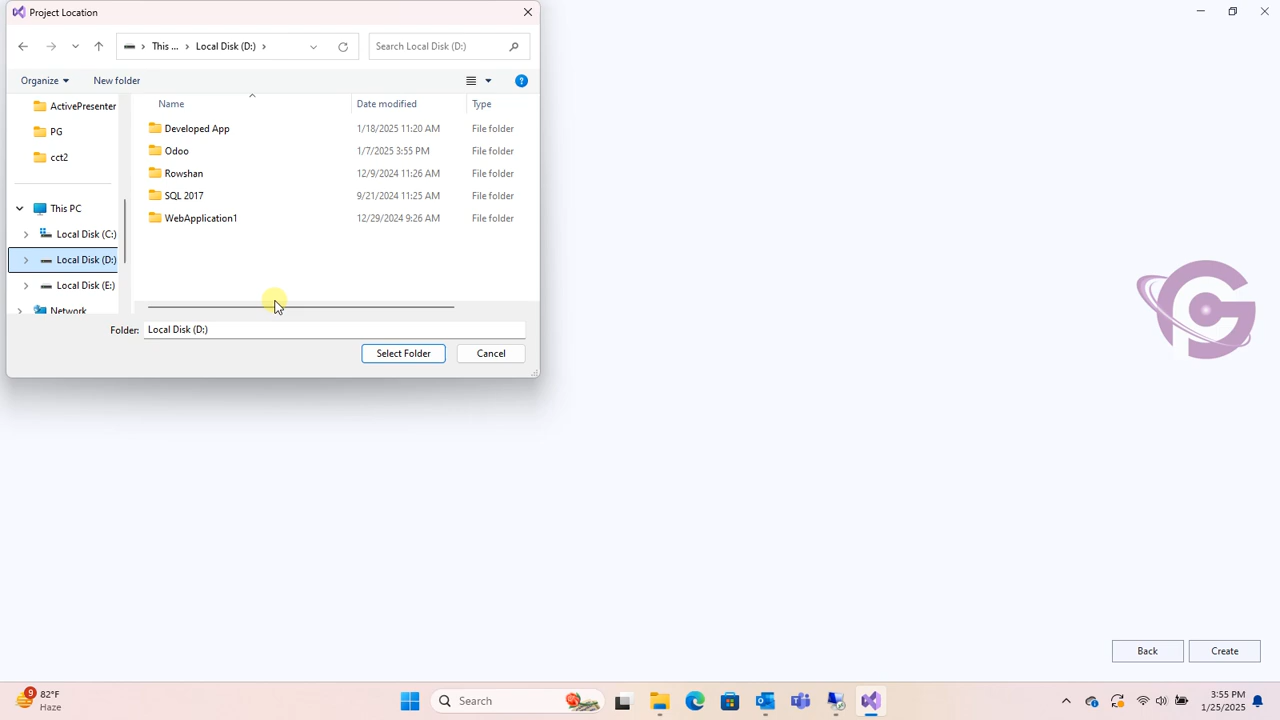 Project Location
This ... Local Disk (D:)
Search Local Disk (D:)
Organize New folder
Name Date modified Type
ActivePresenter
PG
cct2
This PC
Local Disk (C:)
Local Disk (D:)
Local Disk (E:)
Network
Developed App 1/18/2025 11:20 AM File folder
Odoo 1/7/2025 3:55 PM File folder
Rowshan 12/9/2024 11:26 AM File folder
SQL 2017 9/21/2024 11:25 AM File folder
WebApplication1 12/29/2024 9:26 AM File folder
Folder: Local Disk (D:)
Select Folder Cancel
Back Create
9
82°F
Haze
Search
3:55 PM
1/25/2025